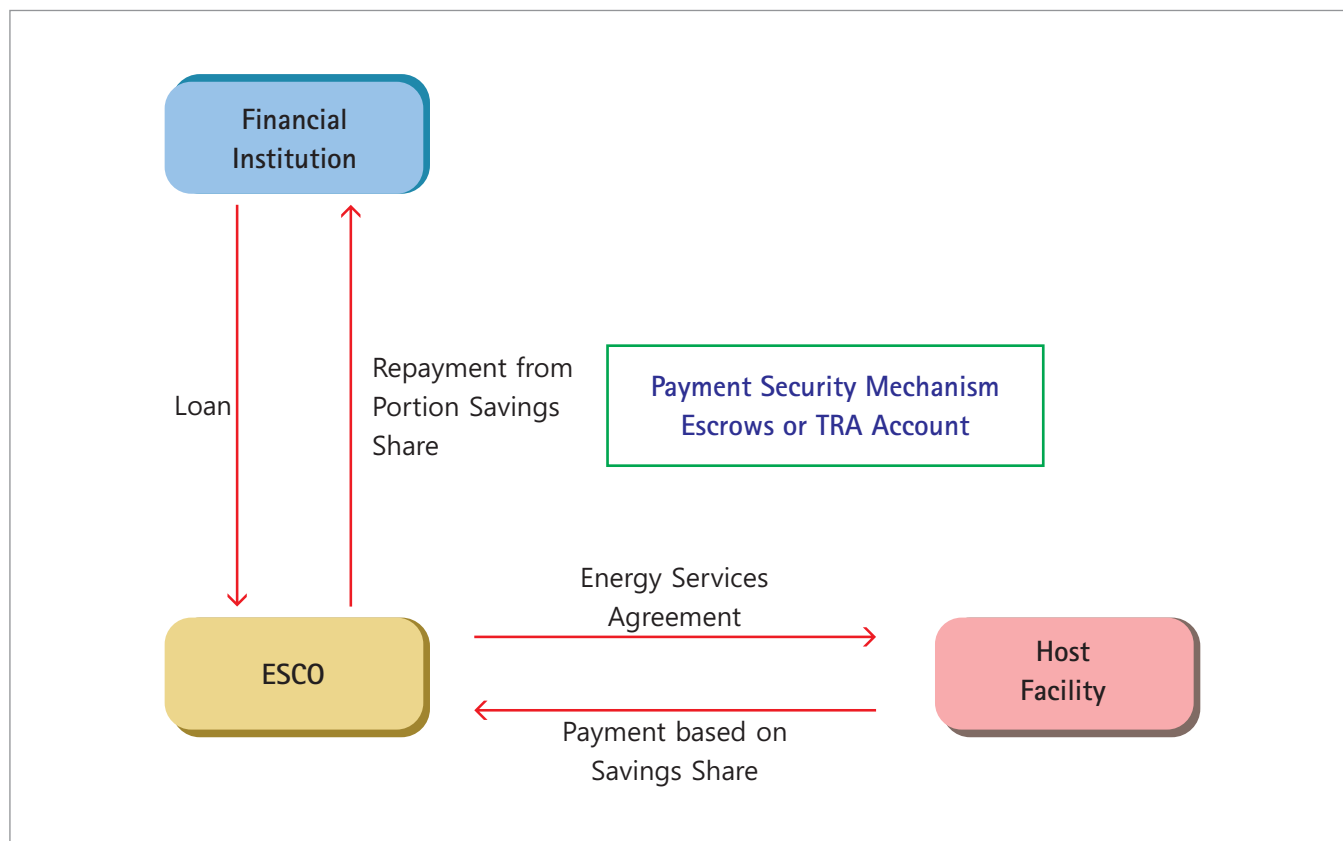 Financial
Institution
Loan
Repayment from
Portion Savings
Share
Payment Security Mechanism
Escrows or TRA Account
Energy Services
Agreement
ESCO
Host
Facility
Payment based on
Savings Share